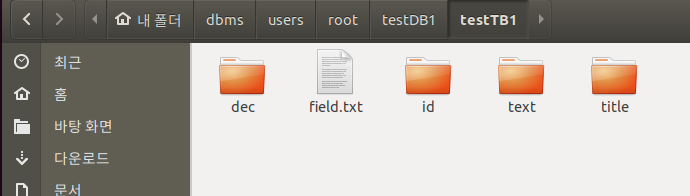 내 폴더 dbms users root testDB1 testTB1
최근
홈
바탕 화면
다운로드
문서
dec field.txt id text title